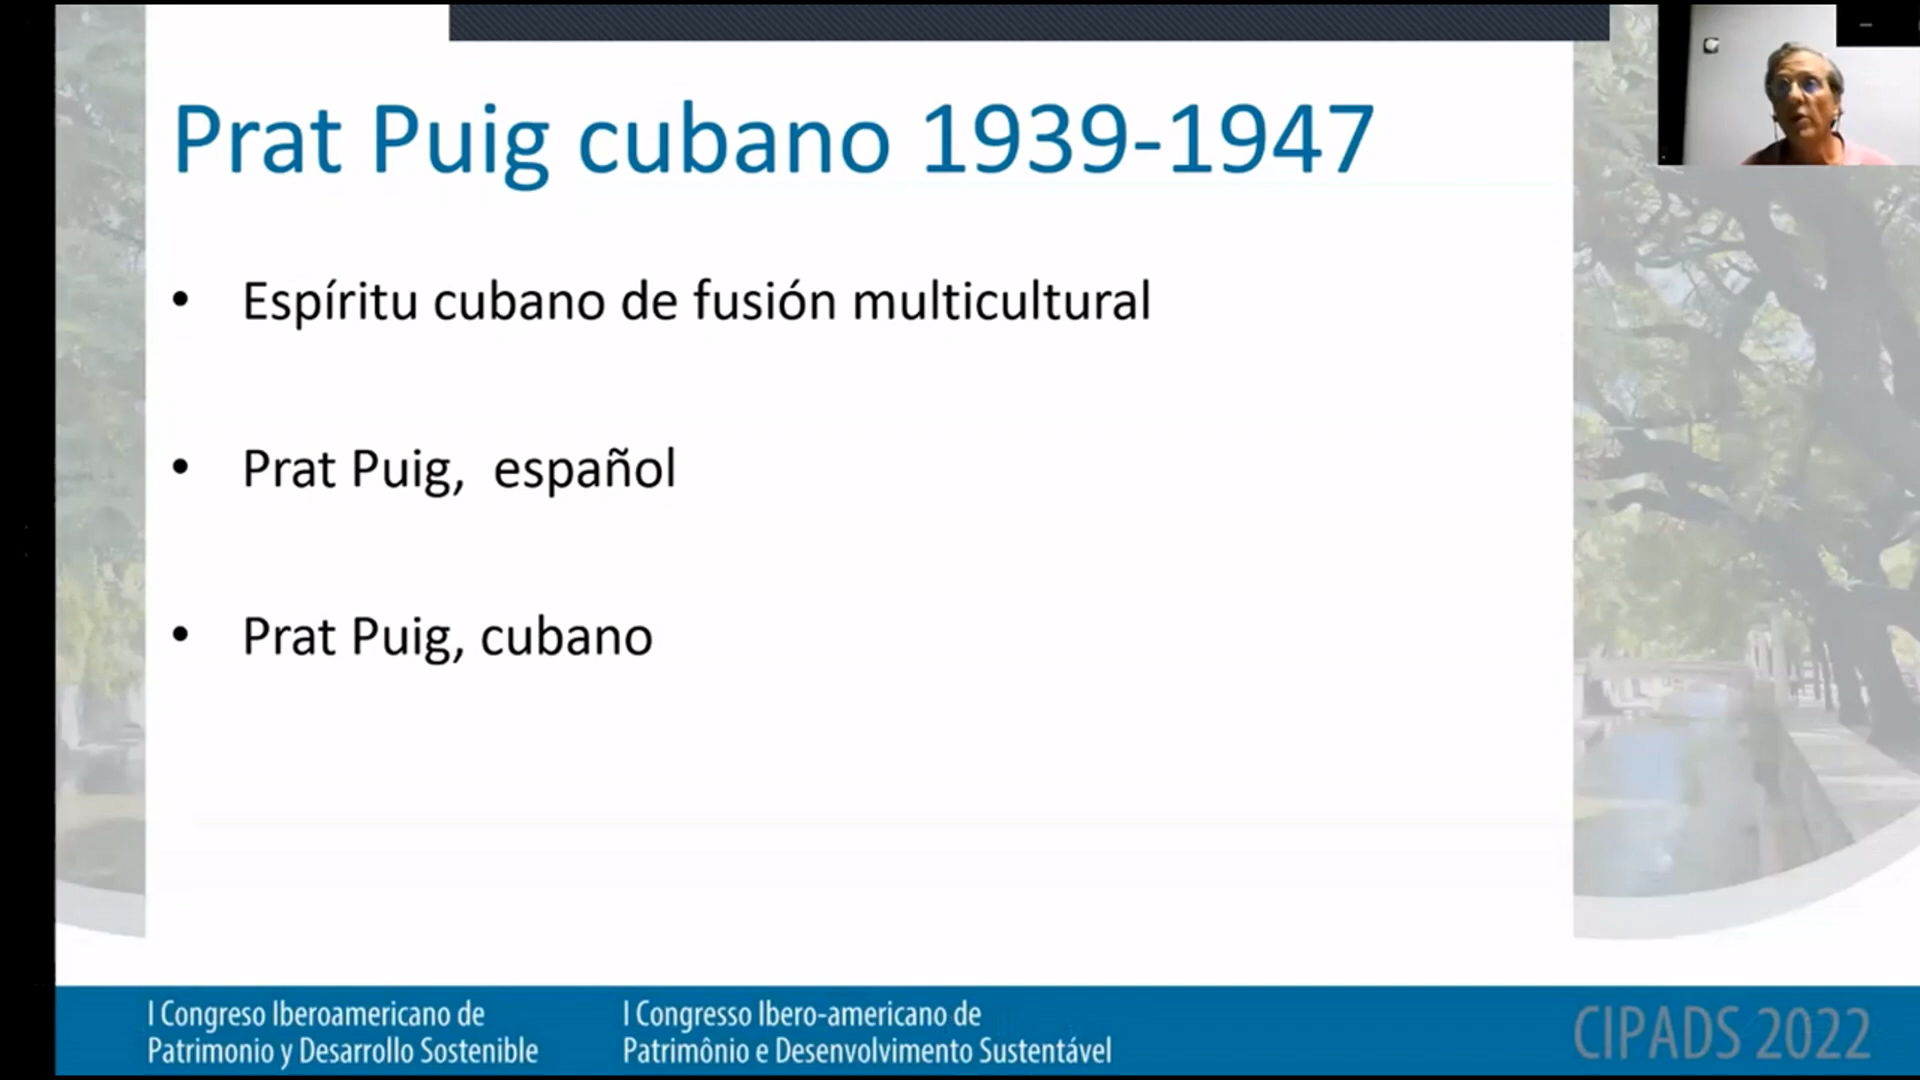 Prat Puig cubano 1939-1947
• Espíritu cubano de fusión multicultural
• Prat Puig, español
• Prat Puig, cubano
I Congreso Iberoamericano de
Patrimonio y Desarrollo Sostenible
I Congresso Ibero-americano de
Patrimônio e Desenvolvimento Sustentável
CIPADS 2022